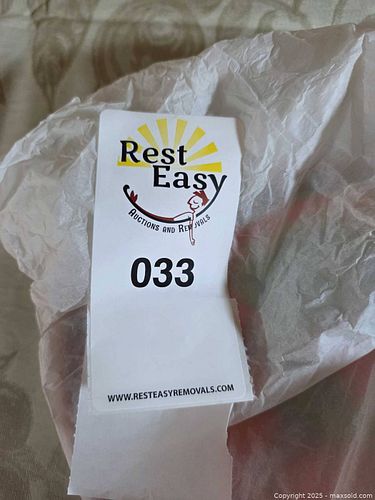 Rest
Easy
AUCTIONS AND REMOVALS
033
WWW.RESTEASYREMOVALS.COM
Copyright 2025 - maxsold.com